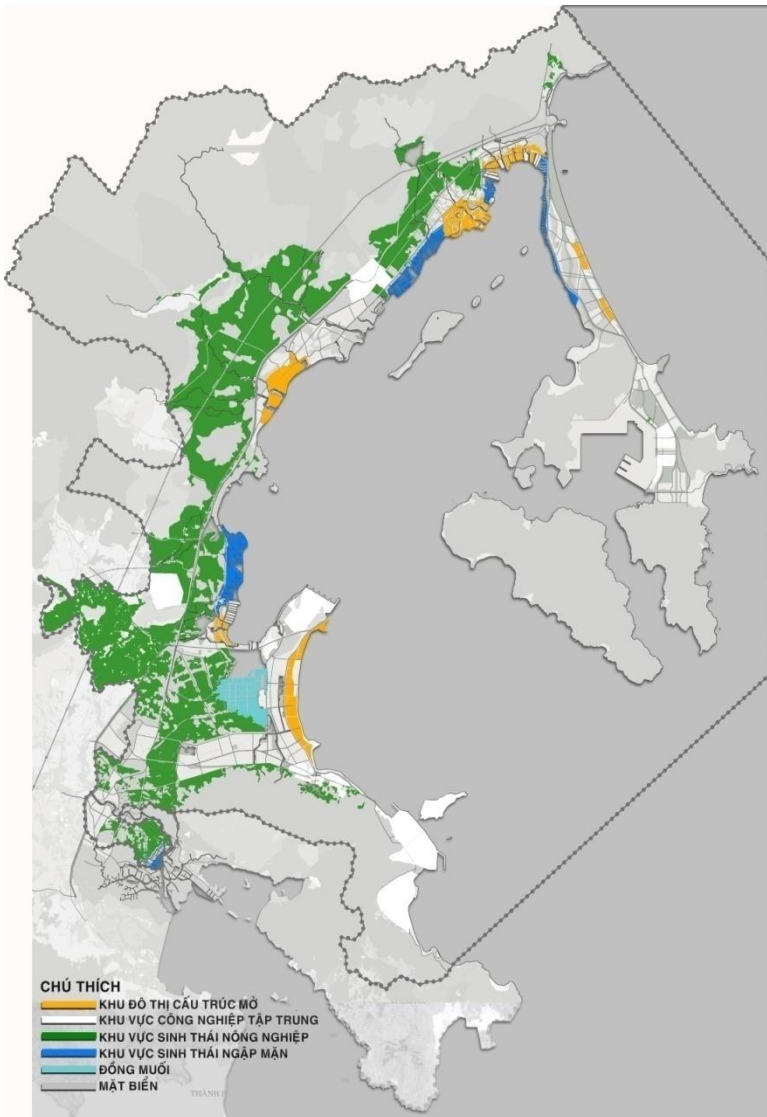 CHÚ THÍCH
KHU ĐÔ THỊ CẤU TRÚC MỞ
KHU VỰC CÔNG NGHIỆP TẬP TRUNG
KHU VỰC SINH THÁI NÔNG NGHIỆP
KHU VỰC SINH THÁI NGẬP MẶN
ĐỒNG MUỐI
MẶT BIỂN
THÀNH P